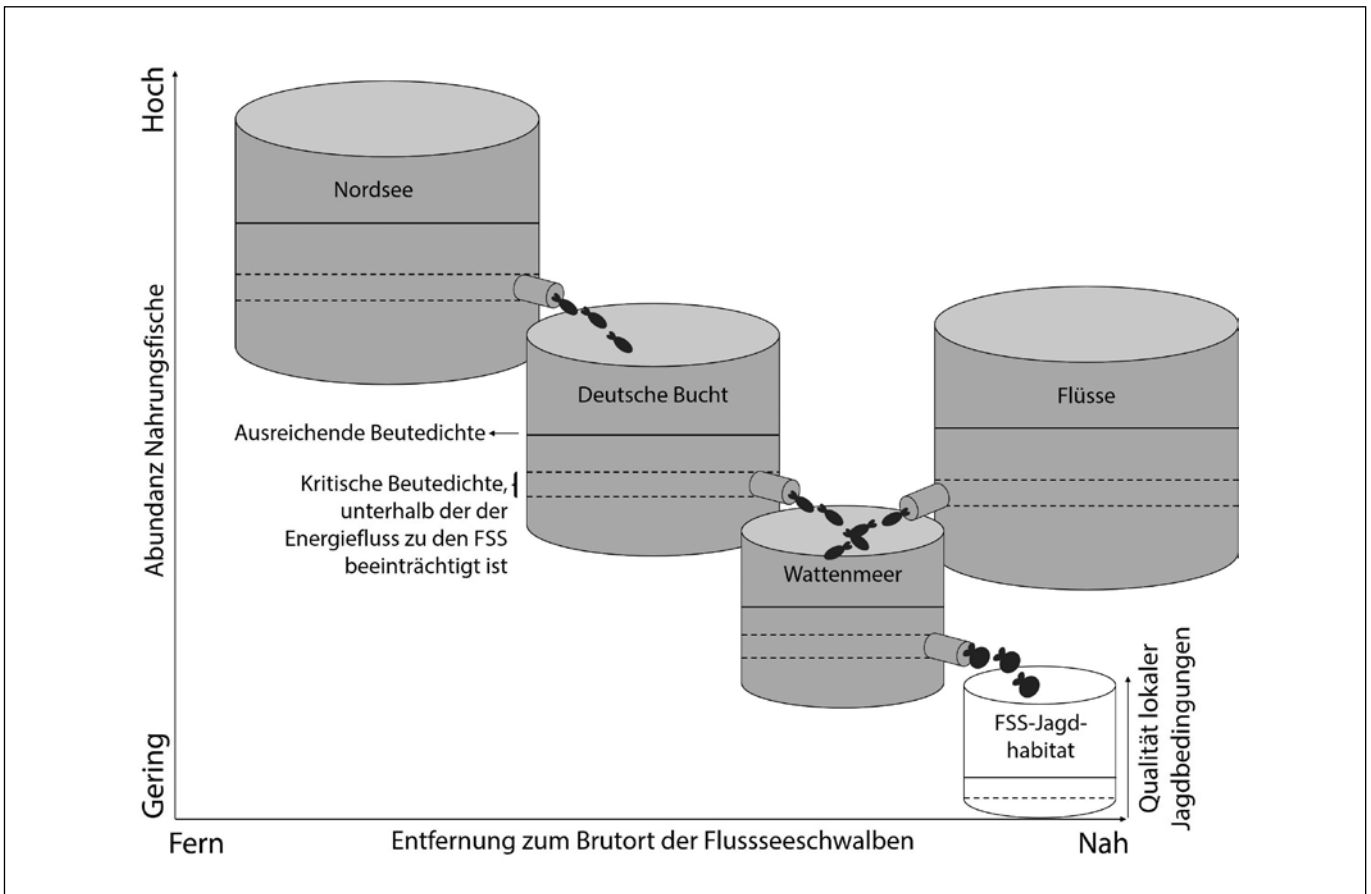 Hoch
Abundanz Nahrungsfische
Gering
Nordsee
Deutsche Bucht
Flüsse
Ausreichende Beutedichte
Kritische Beutedichte,
unterhalb der der
Energiefluss zu den FSS
beeinträchtigt ist
Wattenmeer
FSS-Jagd-
habitat
Qualität lokaler
Jagdbedingungen
Fern
Entfernung zum Brutort der Flussseeschwalben
Nah